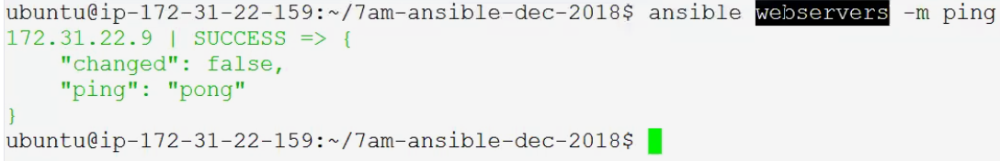 ubuntu@ip-172-31-22-159:~/7am-ansible-dec-2018$ ansible webservers -m ping
172.31.22.9 | SUCCESS => {
    "changed": false,
    "ping": "pong"
}
ubuntu@ip-172-31-22-159:~/7am-ansible-dec-2018$